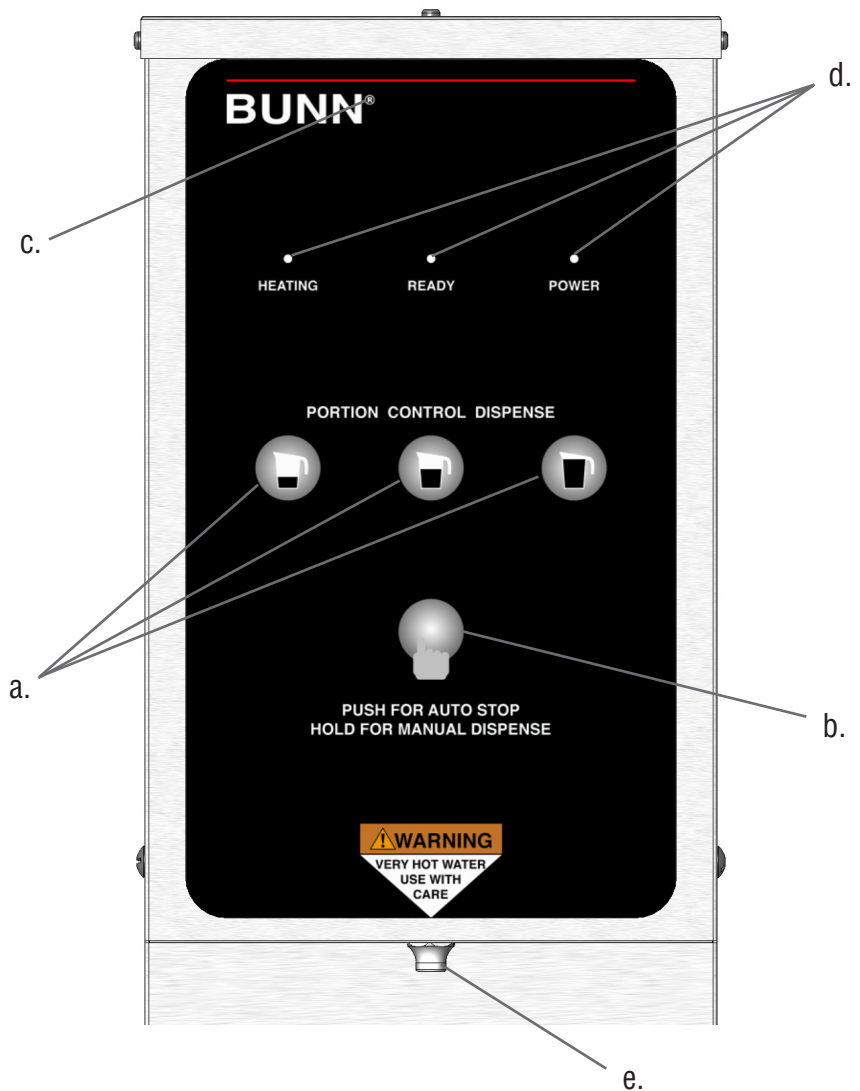 BUNN®
d.
c.
HEATING READY POWER
PORTION CONTROL DISPENSE
a.
PUSH FOR AUTO STOP
HOLD FOR MANUAL DISPENSE
b.
WARNING
VERY HOT WATER
USE WITH
CARE
e.